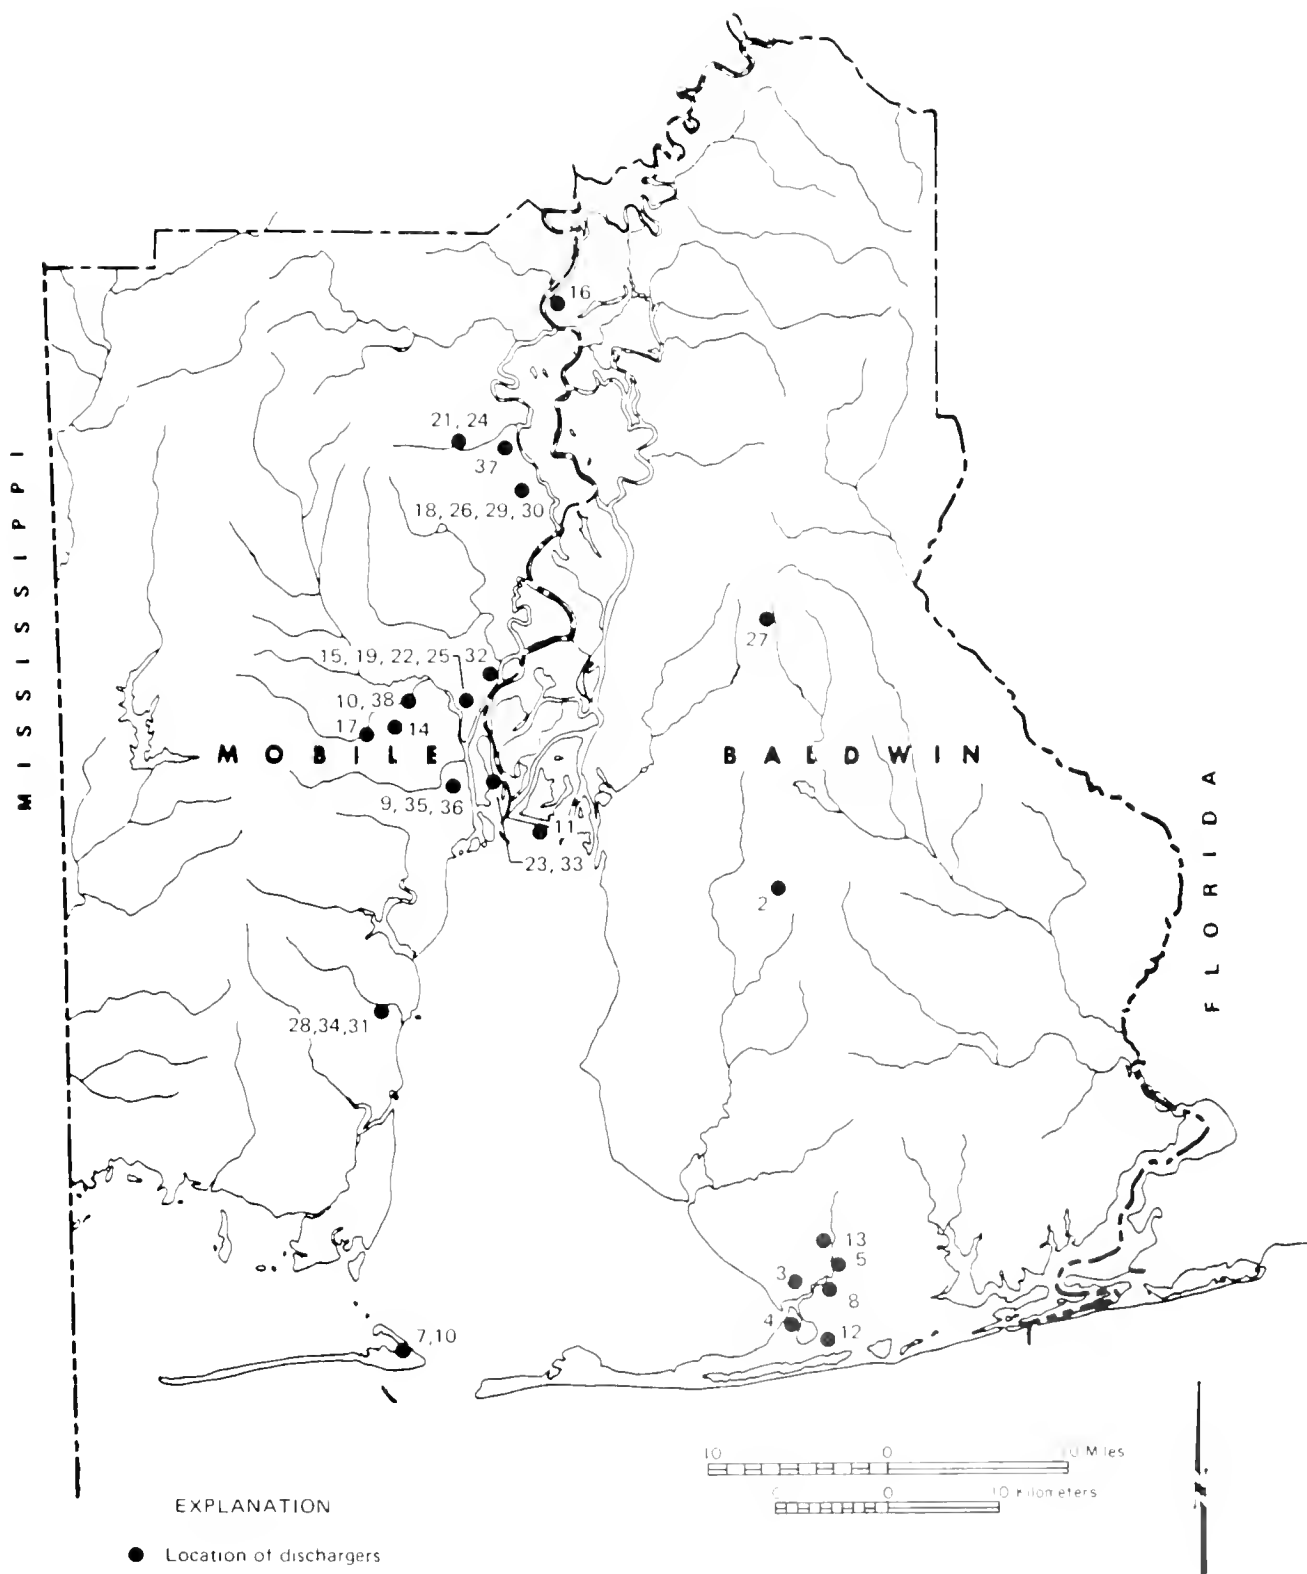 16
21, 24
37
18, 26, 29, 30
MISSISSIPPI
27
15, 19, 22, 25
32
10, 38
17
14
MOBILE
BALDWIN
9, 35, 36
11
23, 33
FLORIDA
2
28,34,31
13
5
3
8
4
12
7,10
10 0 10 Miles
0 10 Kilometers
EXPLANATION
Location of dischargers